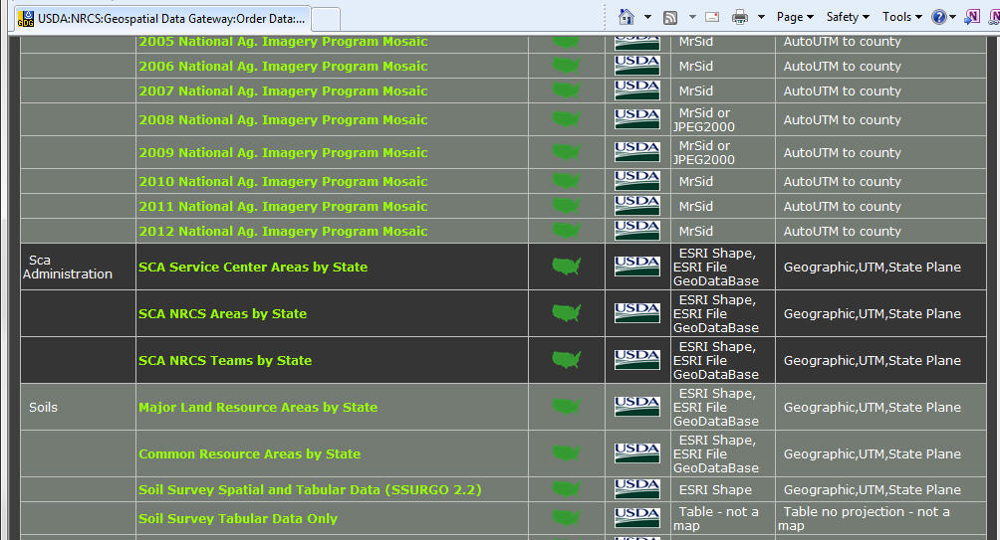 USDA:NRCS:Geospatial Data Gateway:Order Data:...
Page Safety Tools
2005 National Ag. Imagery Program Mosaic USDA MrSid AutoUTM to county
2006 National Ag. Imagery Program Mosaic USDA MrSid AutoUTM to county
2007 National Ag. Imagery Program Mosaic USDA MrSid AutoUTM to county
2008 National Ag. Imagery Program Mosaic USDA MrSid or
JPEG2000 AutoUTM to county
2009 National Ag. Imagery Program Mosaic USDA MrSid or
JPEG2000 AutoUTM to county
2010 National Ag. Imagery Program Mosaic USDA MrSid AutoUTM to county
2011 National Ag. Imagery Program Mosaic USDA MrSid AutoUTM to county
2012 National Ag. Imagery Program Mosaic USDA MrSid AutoUTM to county
Sca
Administration SCA Service Center Areas by State USDA ESRI Shape,
ESRI File
GeoDataBase Geographic,UTM,State Plane
SCA NRCS Areas by State USDA ESRI Shape,
ESRI File
GeoDataBase Geographic,UTM,State Plane
SCA NRCS Teams by State USDA ESRI Shape,
ESRI File
GeoDataBase Geographic,UTM,State Plane
Soils Major Land Resource Areas by State USDA ESRI Shape,
ESRI File
GeoDataBase Geographic,UTM,State Plane
Common Resource Areas by State USDA ESRI Shape,
ESRI File
GeoDataBase Geographic,UTM,State Plane
Soil Survey Spatial and Tabular Data (SSURGO 2.2) USDA ESRI Shape Geographic,UTM,State Plane
Soil Survey Tabular Data Only USDA Table - not a
map Table no projection - not a
map